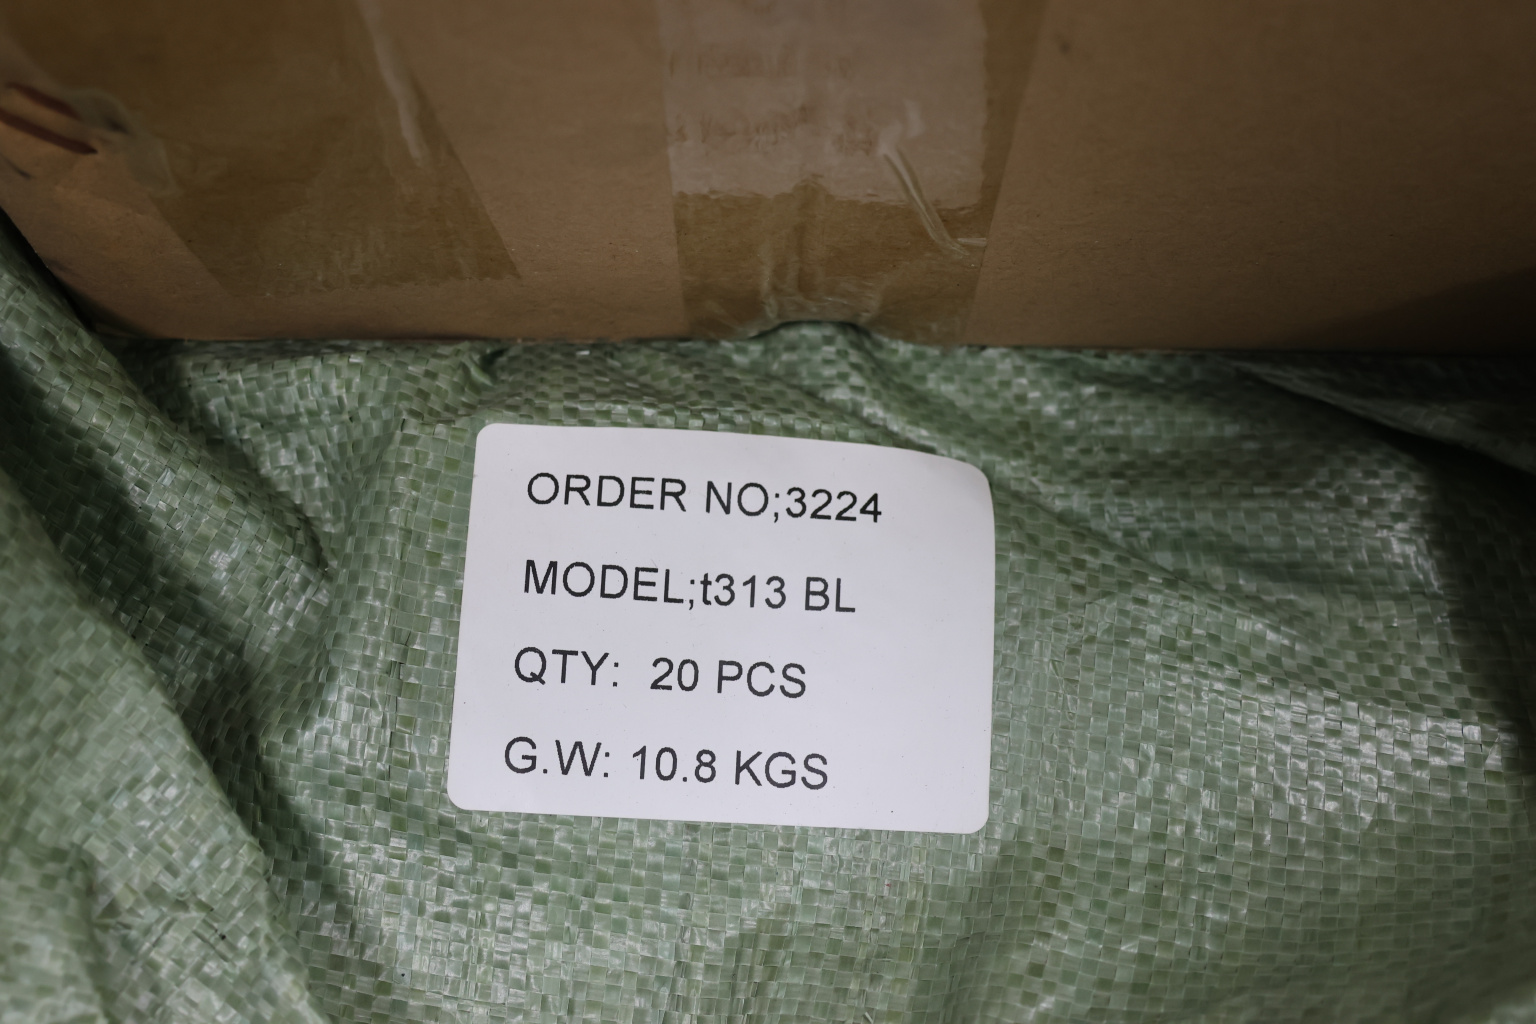 ORDER NO;3224
MODEL;t313 BL
QTY: 20 PCS
G.W: 10.8 KGS